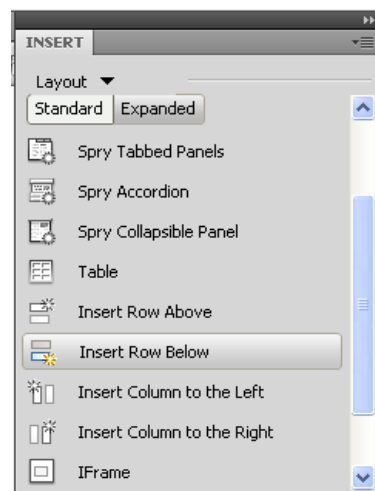 INSERT
Layout
Standard Expanded
Spry Tabbed Panels
Spry Accordion
Spry Collapsible Panel
Table
Insert Row Above
Insert Row Below
Insert Column to the Left
Insert Column to the Right
IFrame